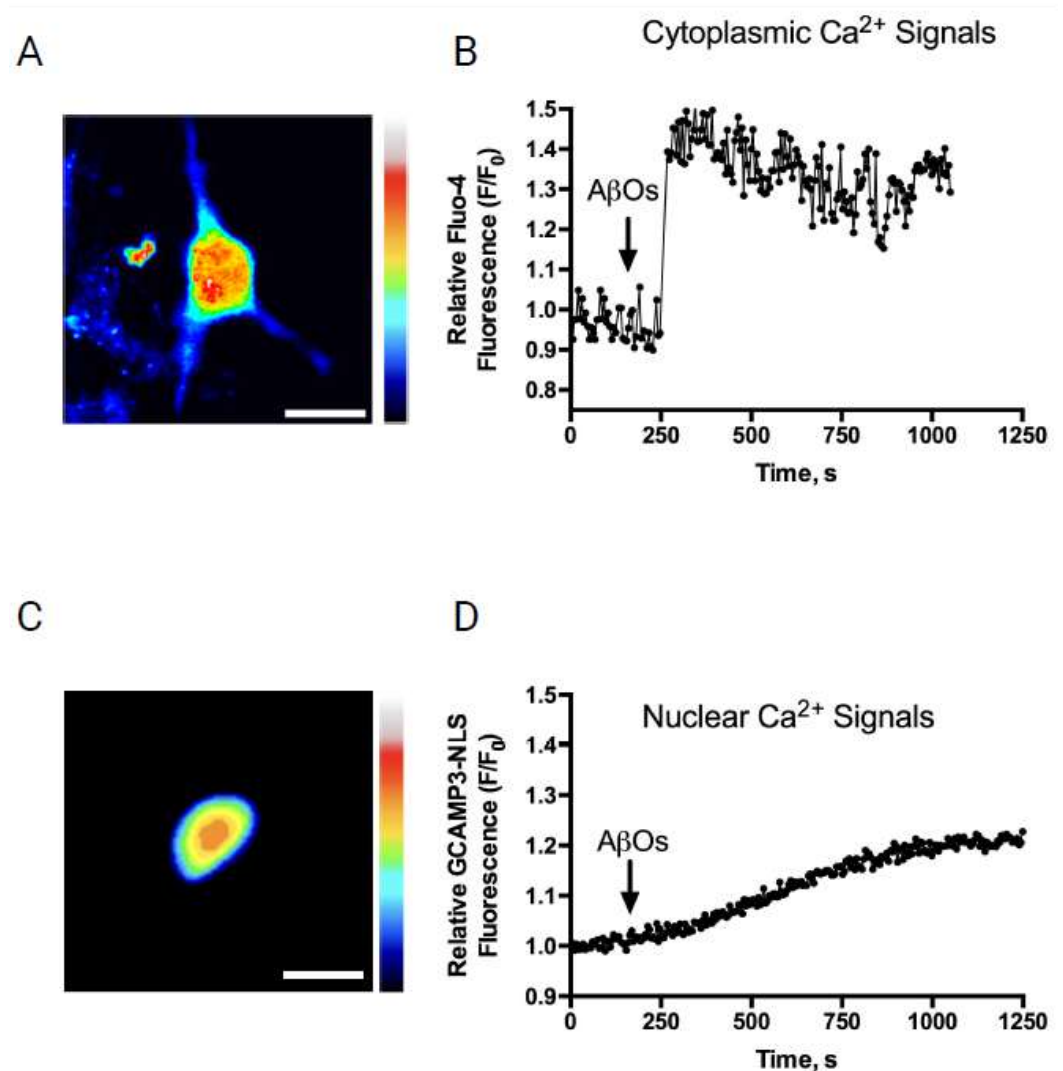 A
B
Cytoplasmic Ca²⁺ Signals
Relative Fluo-4
Fluorescence (F/F₀)
1.5
1.4
1.3
1.2
1.1
1.0
0.9
0.8
AβOs
0
250
500
750
1000
1250
Time, s
C
D
Nuclear Ca²⁺ Signals
Relative GCAMP3-NLS
Fluorescence (F/F₀)
1.5
1.4
1.3
1.2
1.1
1.0
0.9
AβOs
0
250
500
750
1000
1250
Time, s